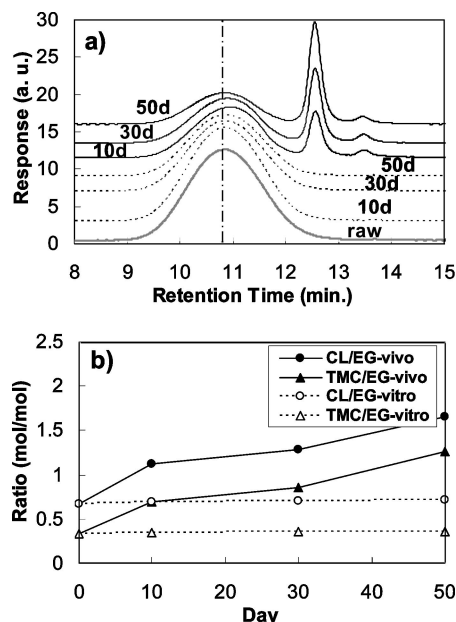 a)
Response (a. u.)
30
25
20
15
10
5
0
50d
30d
10d
50d
30d
10d
raw
8 9 10 11 12 13 14 15
Retention Time (min.)
b)
Ratio (mol/mol)
2.5
2
1.5
1
0.5
0
CL/EG-vivo
TMC/EG-vivo
CL/EG-vitro
TMC/EG-vitro
0 10 20 30 40 50
Day